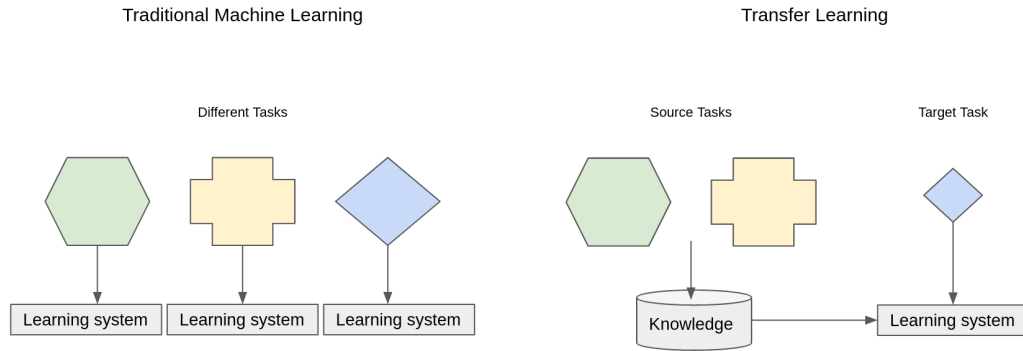 Traditional Machine Learning
Transfer Learning
Different Tasks
Source Tasks
Target Task
Learning system
Learning system
Learning system
Knowledge
Learning system